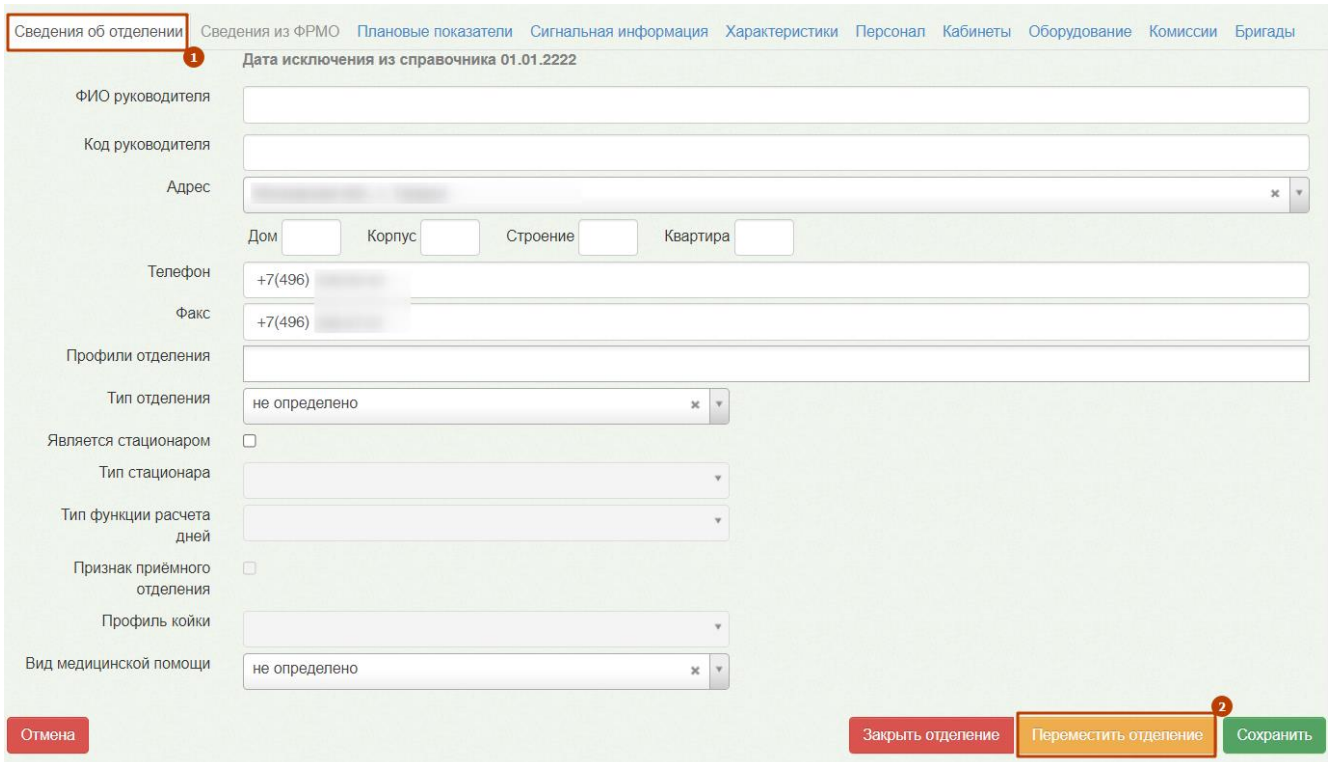 Сведения об отделении Сведения из ФРМО Плановые показатели Сигнальная информация Характеристики Персонал Кабинеты Оборудование Комиссии Бригады
1
Дата исключения из справочника 01.01.2222
ФИО руководителя
Код руководителя
Адрес
Дом Корпус Строение Квартира
Телефон +7(496)
Факс +7(496)
Профили отделения
Тип отделения не определено
Является стационаром
Тип стационара
Тип функции расчета
дней
Признак приёмного
отделения
Профиль койки
Вид медицинской помощи не определено
2
Отмена Закрыть отделение Переместить отделение Сохранить